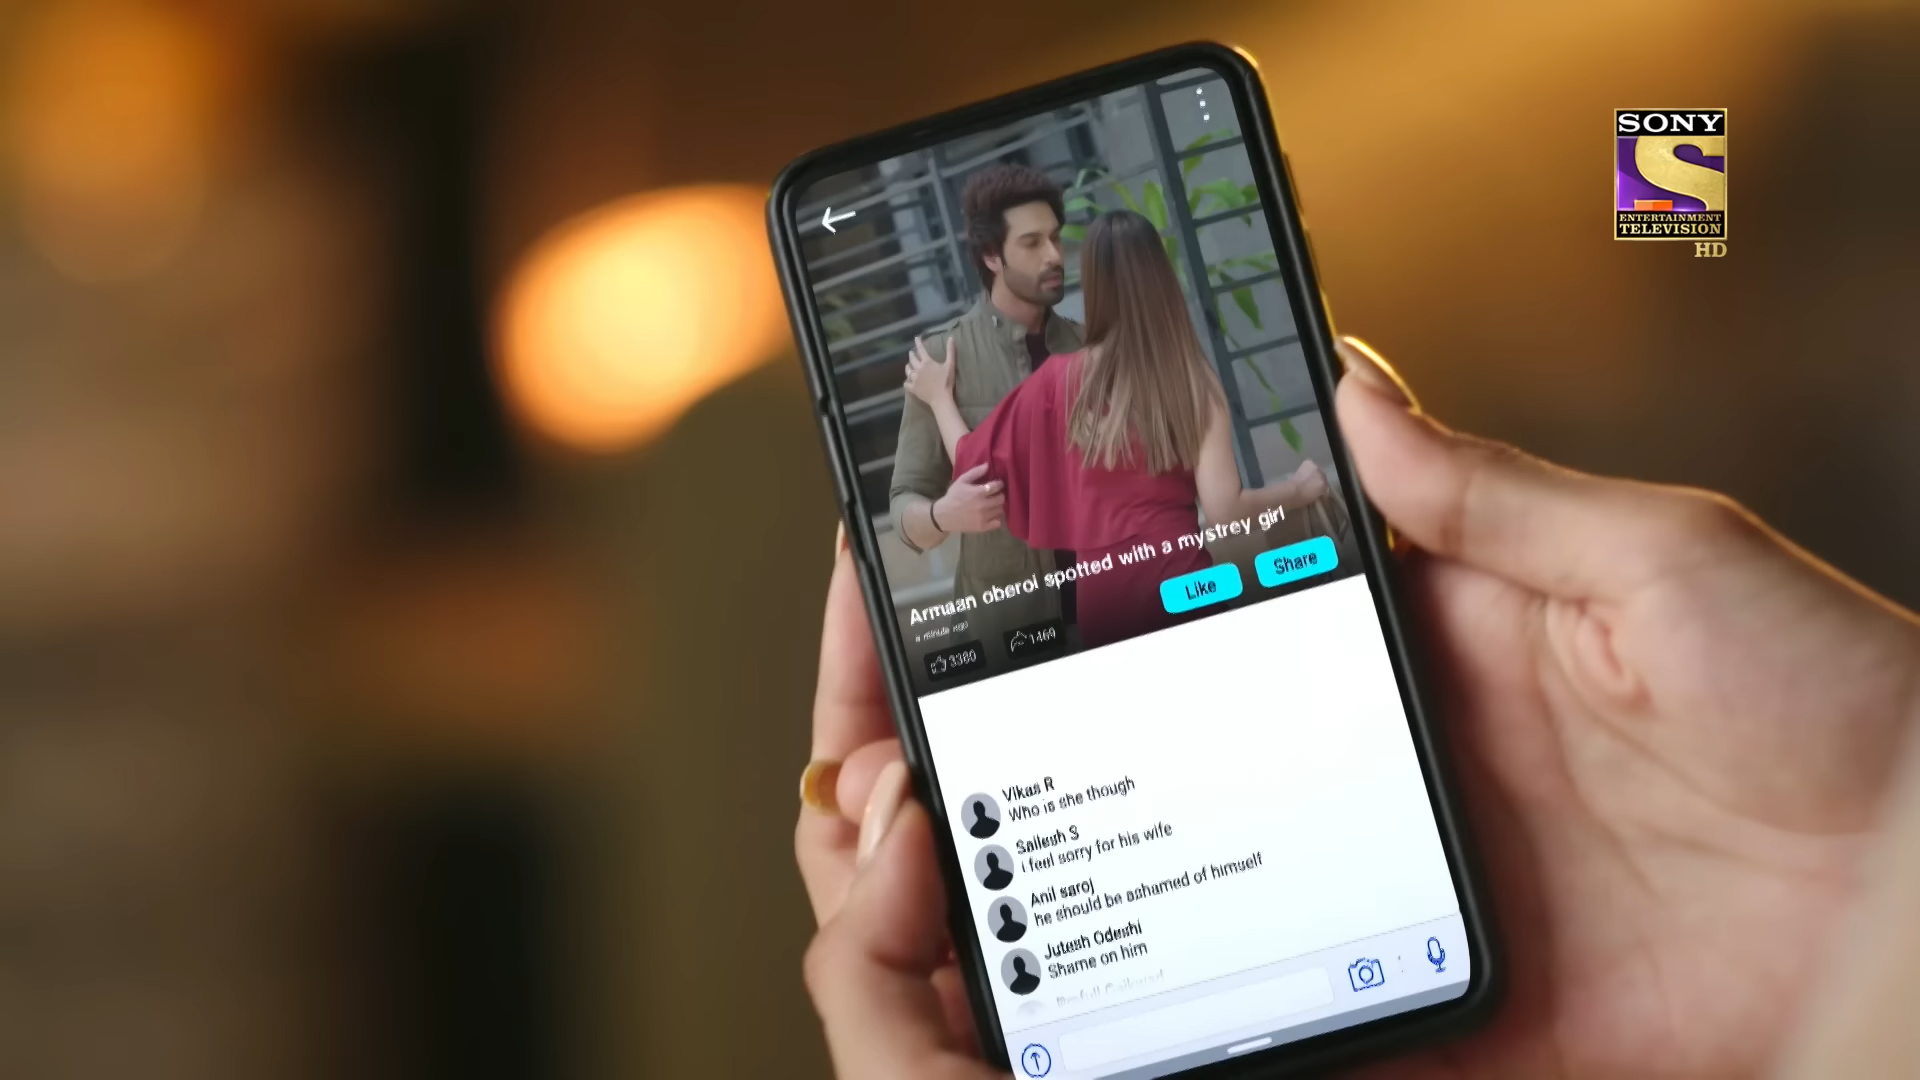 SONY
ENTERTAINMENT
TELEVISION
HD
Armaan oberoi spotted with a mystrey girl
a minute ago
Like
Share
3380
1469
Vikas R
Who is she though
Sailesh S
i feel sorry for his wife
Anil saroj
he should be ashamed of himself
Jutesh Odeshi
Shame on him